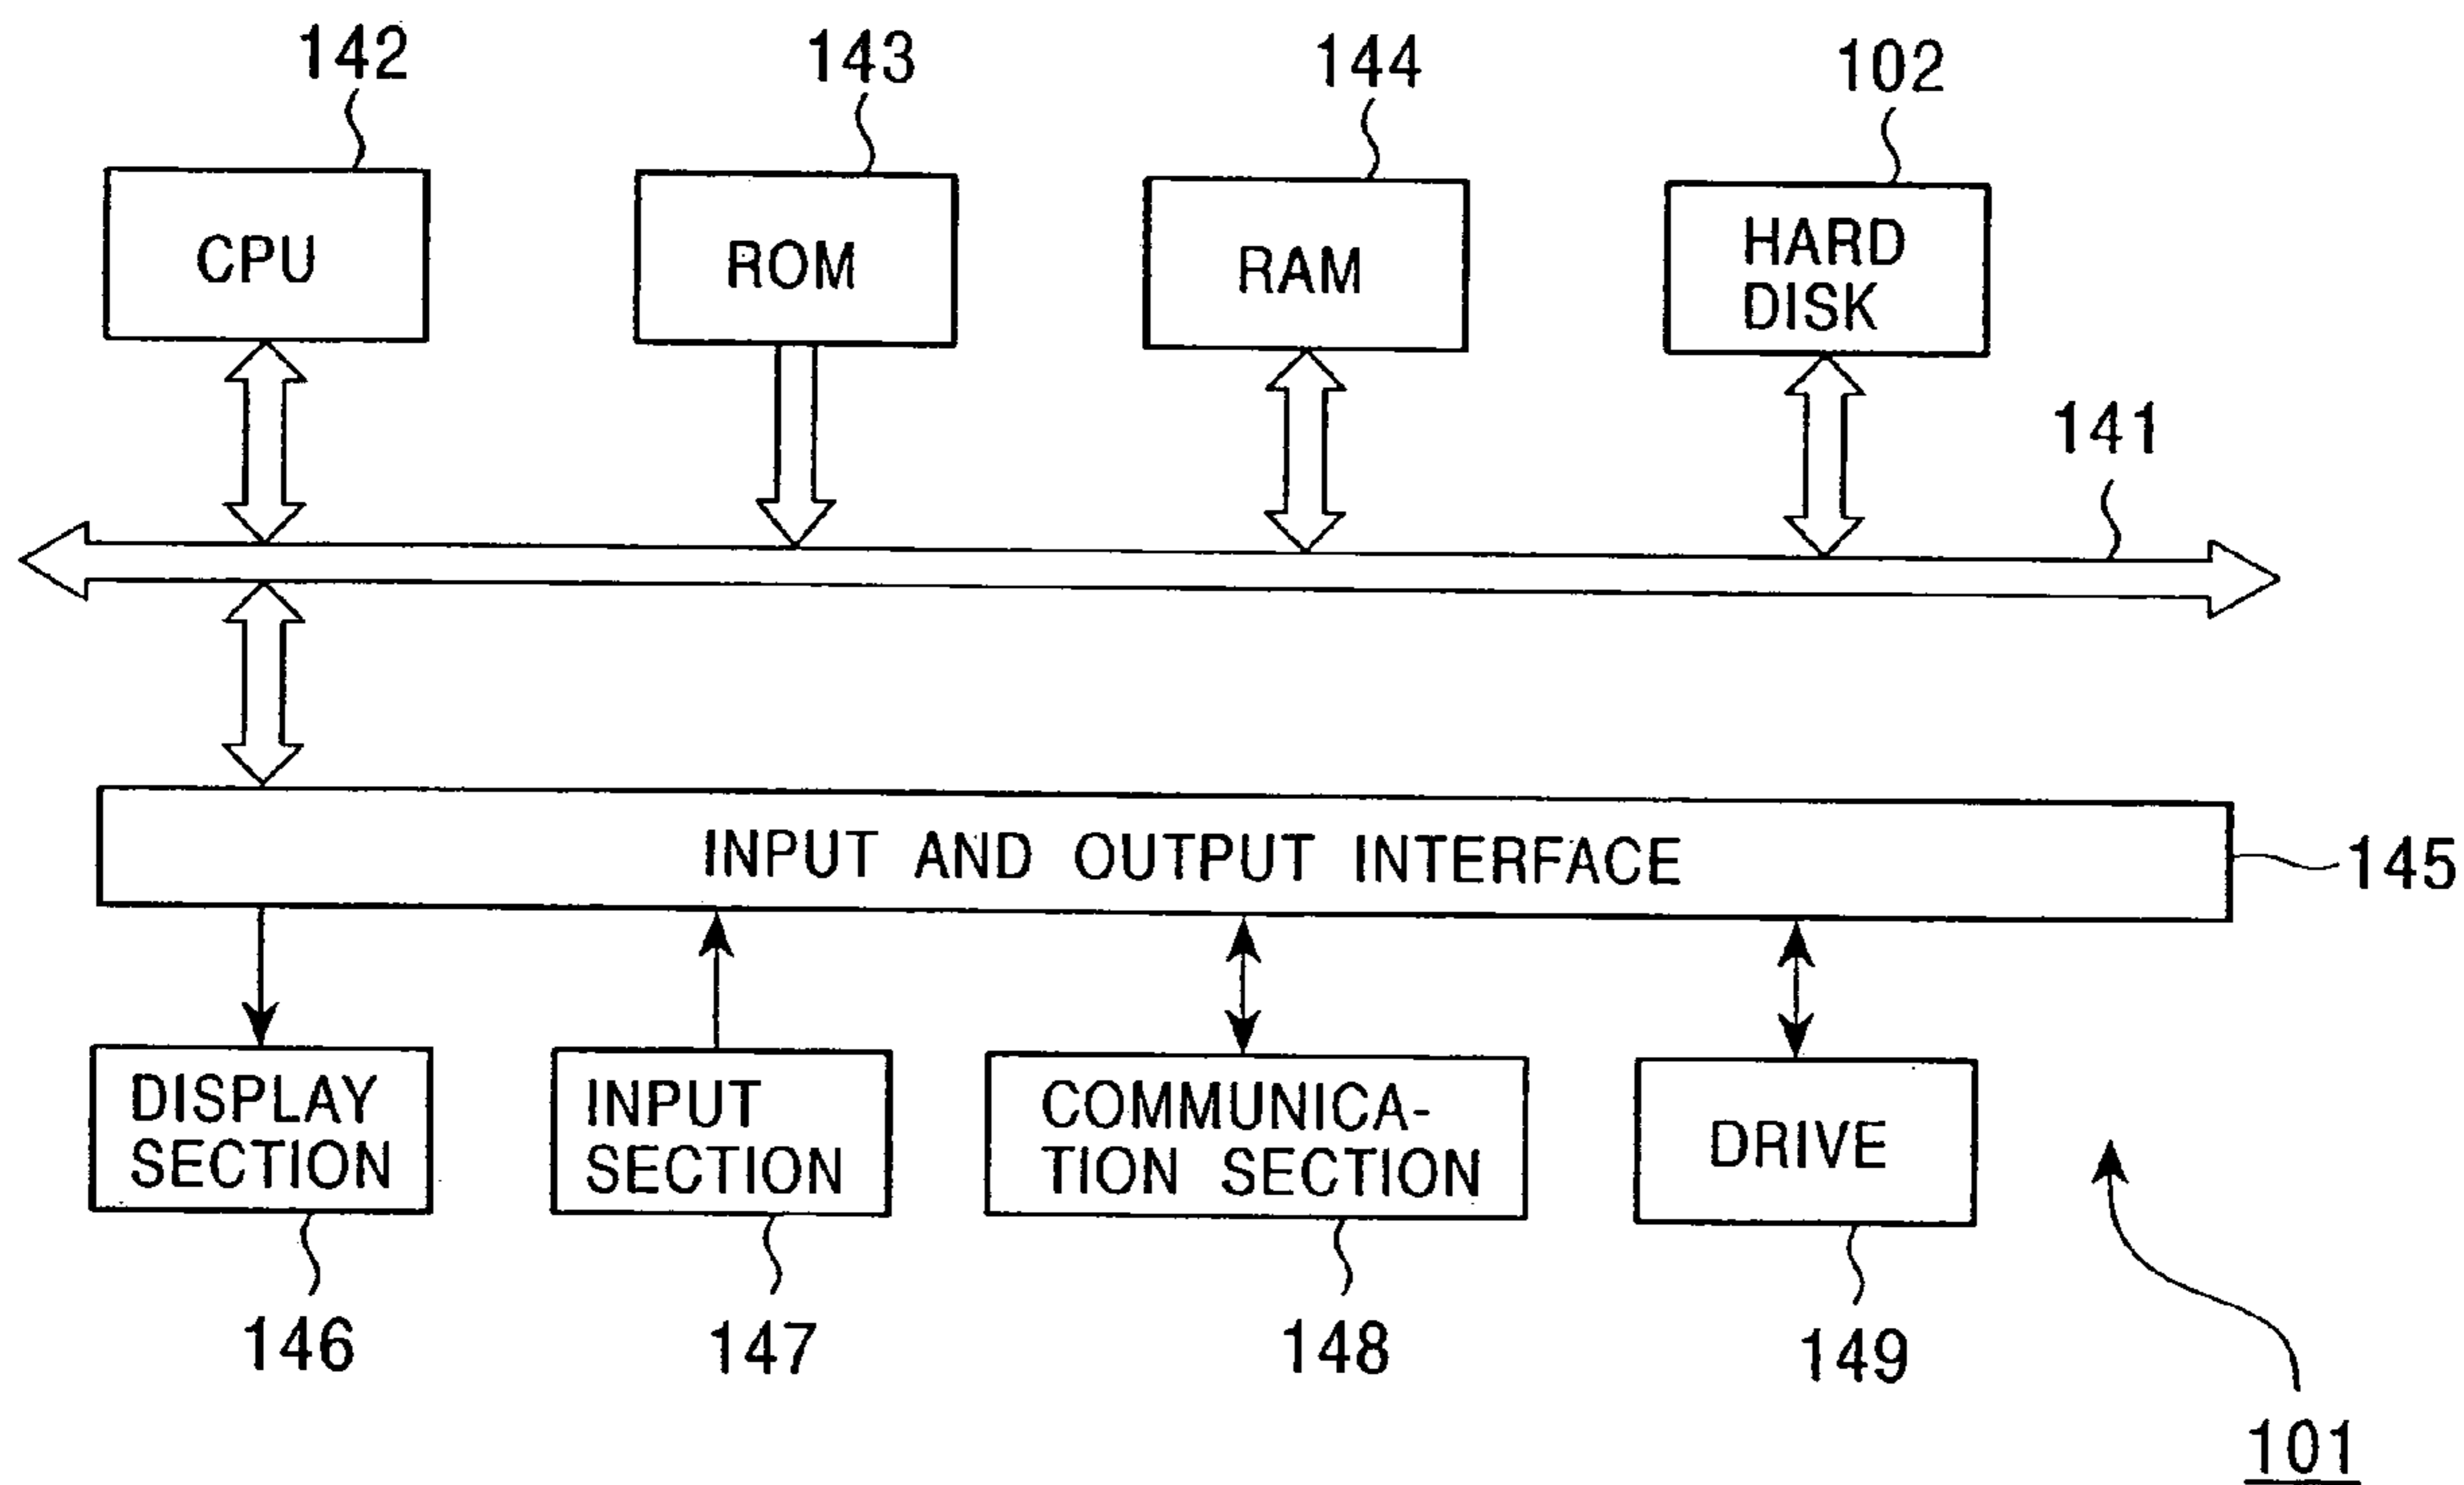 142
143
144
102
CPU
ROM
RAM
HARD
DISK
141
INPUT AND OUTPUT INTERFACE
145
DISPLAY
SECTION
INPUT
SECTION
COMMUNICA-
TION SECTION
DRIVE
146
147
148
149
101